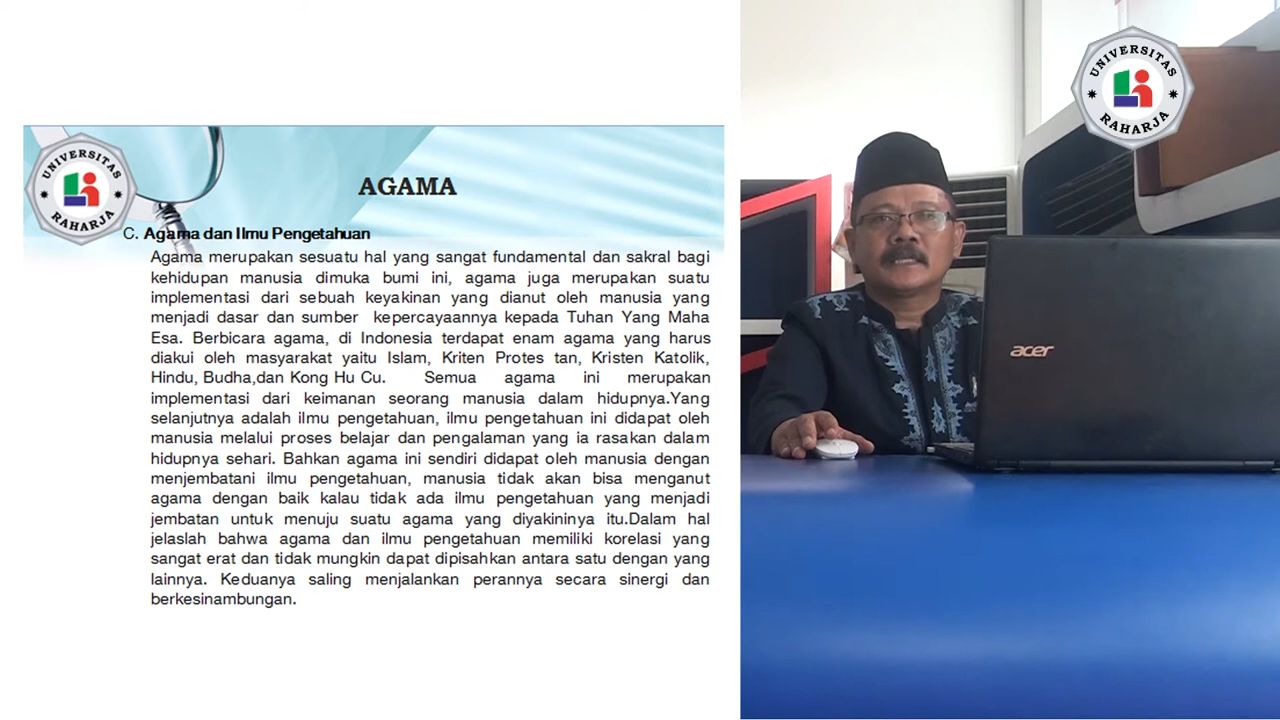 UNIVERSITAS
RAHARJA
AGAMA
C. Agama dan Ilmu Pengetahuan
Agama merupakan sesuatu hal yang sangat fundamental dan sakral bagi
kehidupan manusia dimuka bumi ini, agama juga merupakan suatu
implementasi dari sebuah keyakinan yang dianut oleh manusia yang
menjadi dasar dan sumber kepercayaannya kepada Tuhan Yang Maha
Esa. Berbicara agama, di Indonesia terdapat enam agama yang harus
diakui oleh masyarakat yaitu Islam, Kriten Protes tan, Kristen Katolik,
Hindu, Budha,dan Kong Hu Cu. Semua agama ini merupakan
implementasi dari keimanan seorang manusia dalam hidupnya.Yang
selanjutnya adalah ilmu pengetahuan, ilmu pengetahuan ini didapat oleh
manusia melalui proses belajar dan pengalaman yang ia rasakan dalam
hidupnya sehari. Bahkan agama ini sendiri didapat oleh manusia dengan
menjembatani ilmu pengetahuan, manusia tidak akan bisa menganut
agama dengan baik kalau tidak ada ilmu pengetahuan yang menjadi
jembatan untuk menuju suatu agama yang diyakininya itu.Dalam hal
jelaslah bahwa agama dan ilmu pengetahuan memiliki korelasi yang
sangat erat dan tidak mungkin dapat dipisahkan antara satu dengan yang
lainnya. Keduanya saling menjalankan perannya secara sinergi dan
berkesinambungan.
UNIVERSITAS
RAHARJA
acer